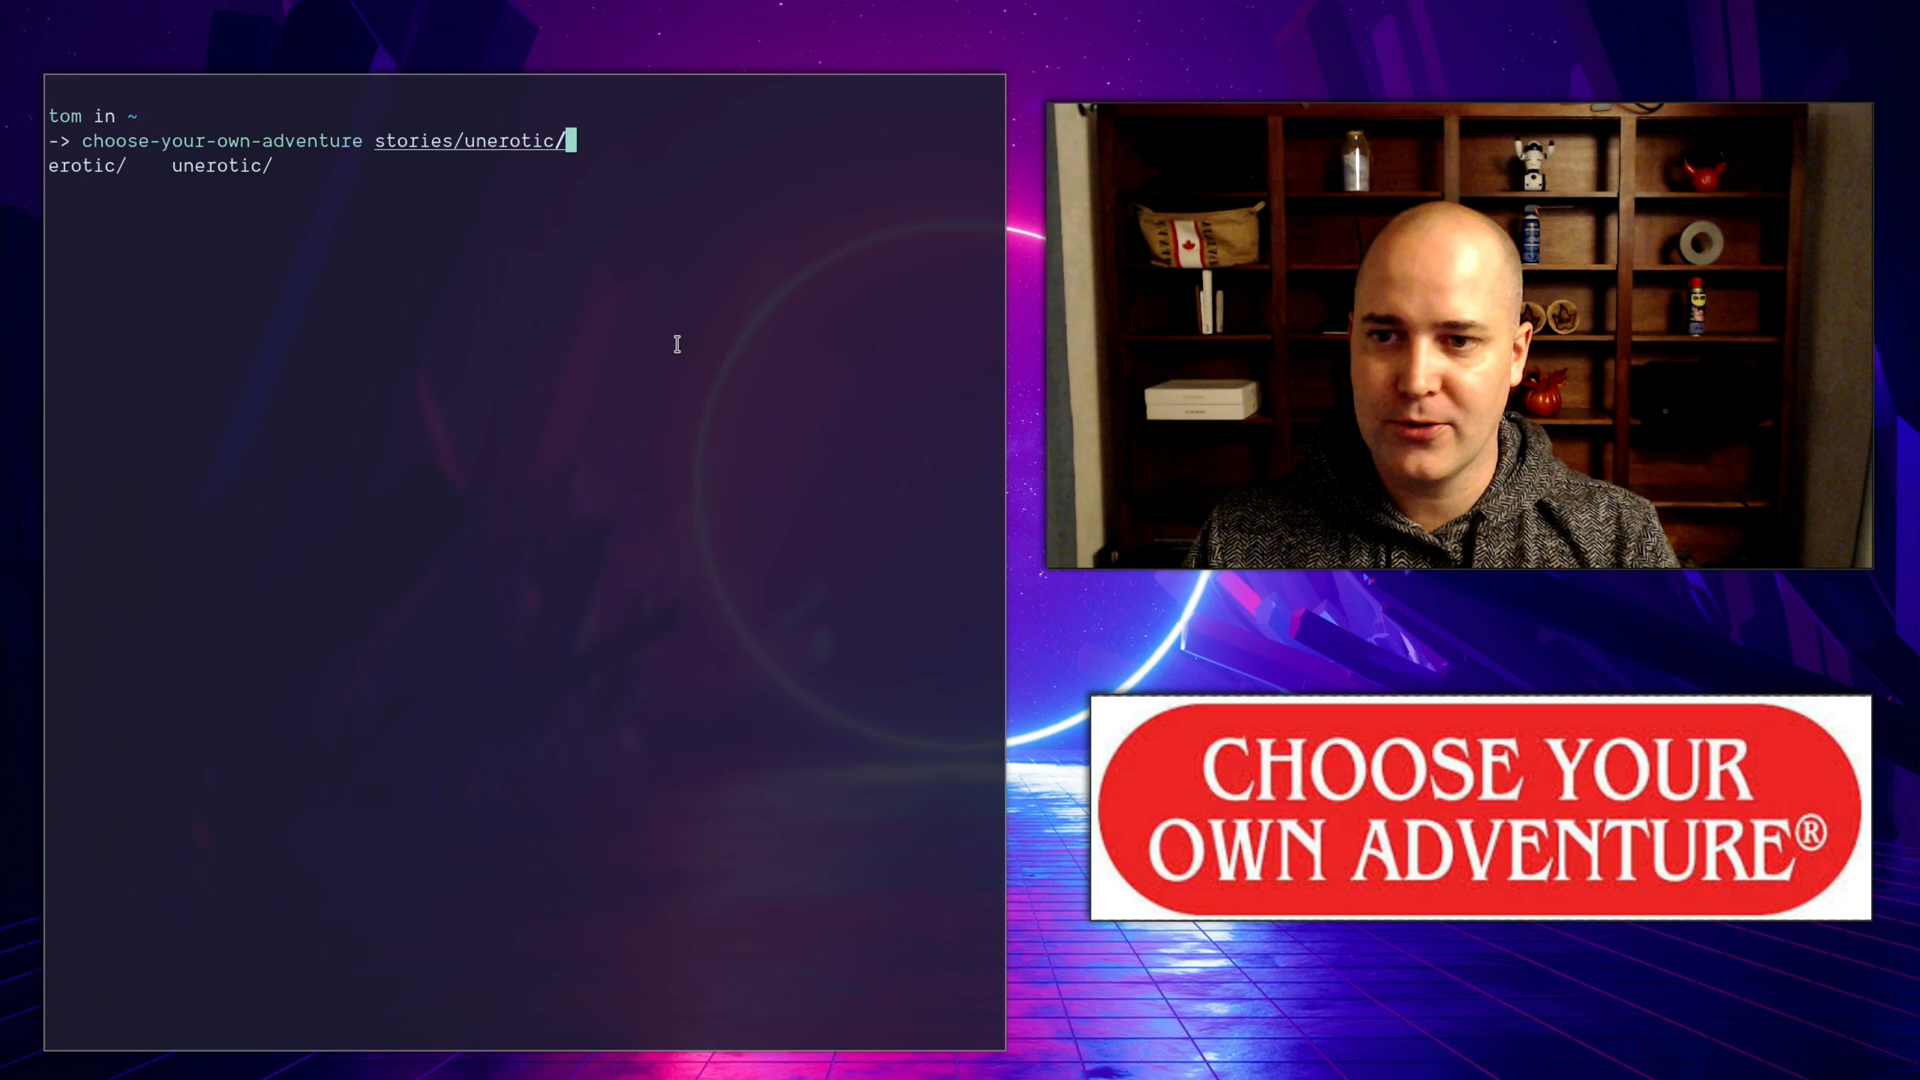 tom in ~
-> choose-your-own-adventure stories/unerotic/
erotic/    unerotic/
CHOOSE YOUR
OWN ADVENTURE®